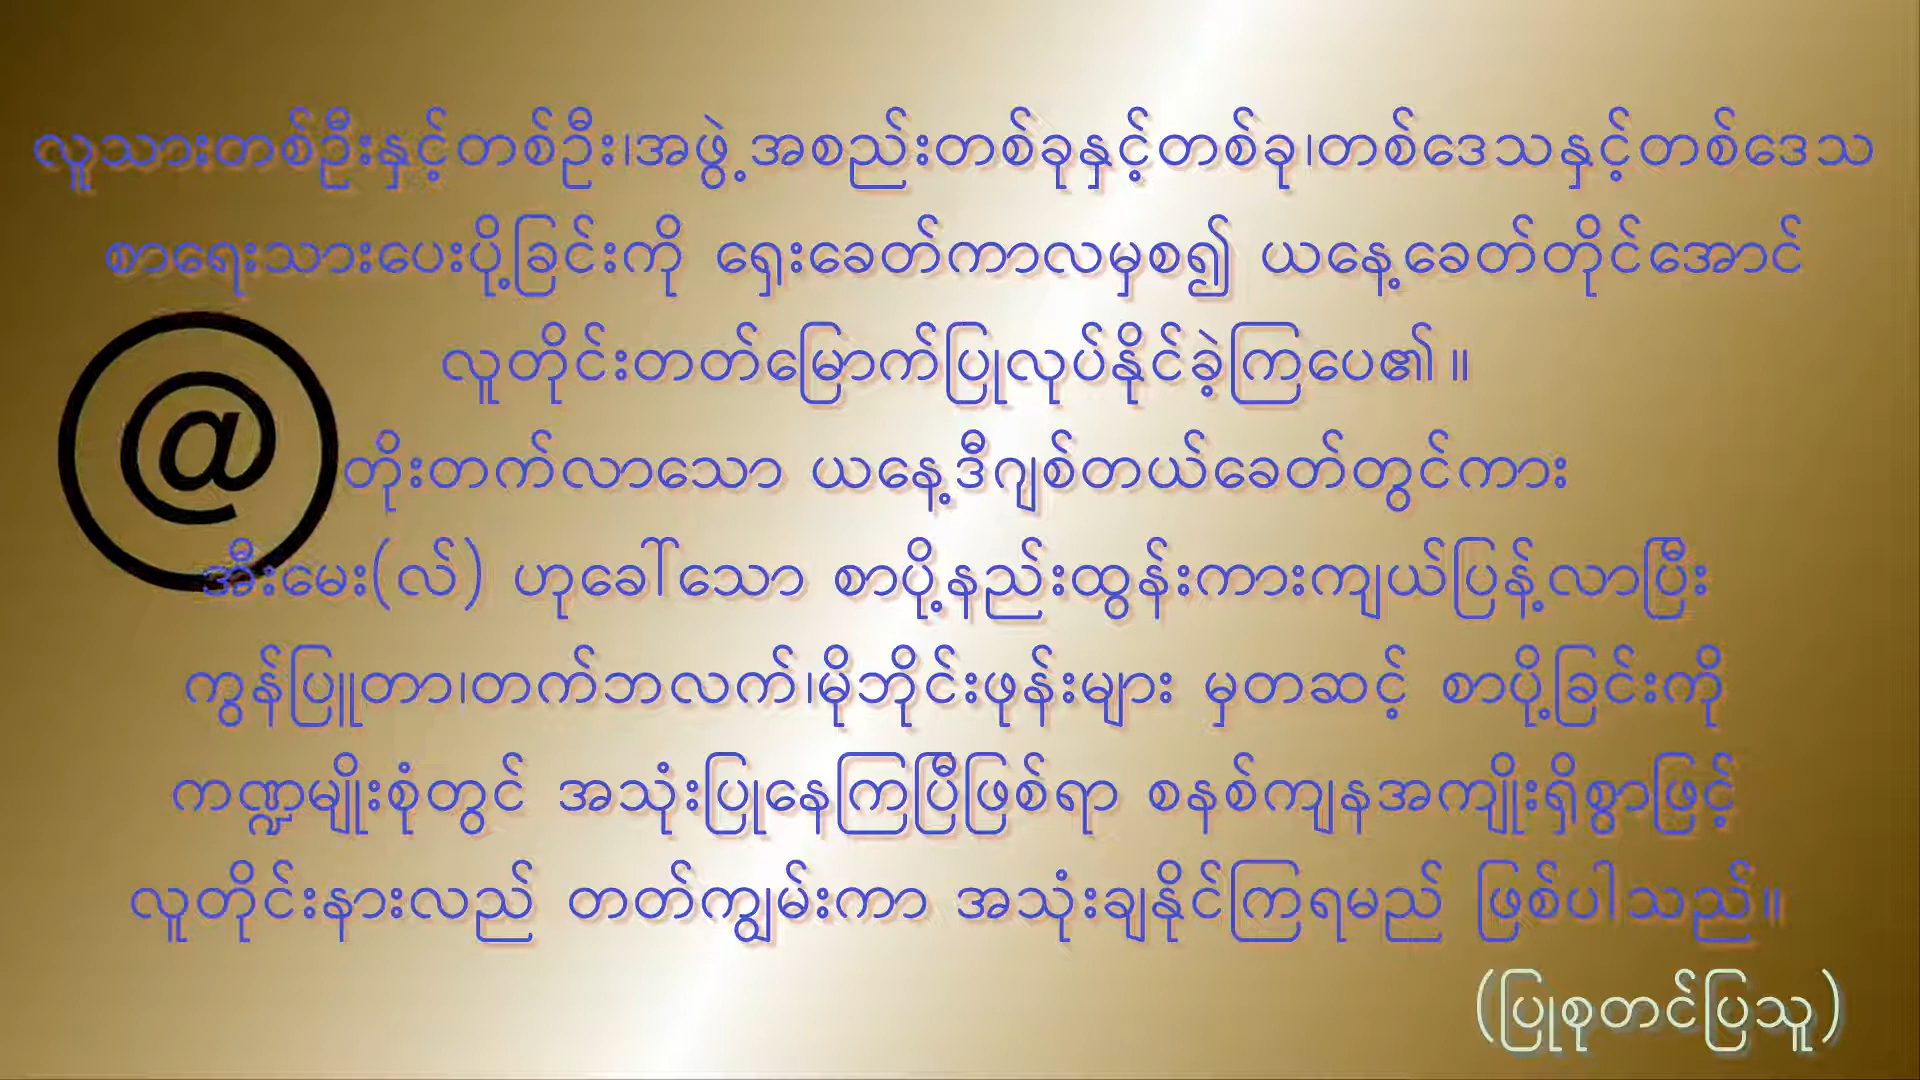 လူသားတစ်ဦးနှင့်တစ်ဦး၊အဖွဲ့အစည်းတစ်ခုနှင့်တစ်ခု၊တစ်ဒေသနှင့်တစ်ဒေသ
စာရေးသားပေးပို့ခြင်းကို ရှေးခေတ်ကာလမှစ၍ ယနေ့ခေတ်တိုင်အောင်
လူတိုင်းတတ်မြောက်ပြုလုပ်နိုင်ခဲ့ကြပေ၏။
@
တိုးတက်လာသော ယနေ့ဒီဂျစ်တယ်ခေတ်တွင်ကား
အီးမေး(လ်) ဟုခေါ်သော စာပို့နည်းထွန်းကားကျယ်ပြန့်လာပြီး
ကွန်ပြူတာ၊တက်ဘလက်၊မိုဘိုင်းဖုန်းများ မှတဆင့် စာပို့ခြင်းကို
ကဏ္ဍမျိုးစုံတွင် အသုံးပြုနေကြပြီဖြစ်ရာ စနစ်ကျနအကျိုးရှိစွာဖြင့်
လူတိုင်းနားလည် တတ်ကျွမ်းကာ အသုံးချနိုင်ကြရမည် ဖြစ်ပါသည်။
(ပြုစုတင်ပြသူ)